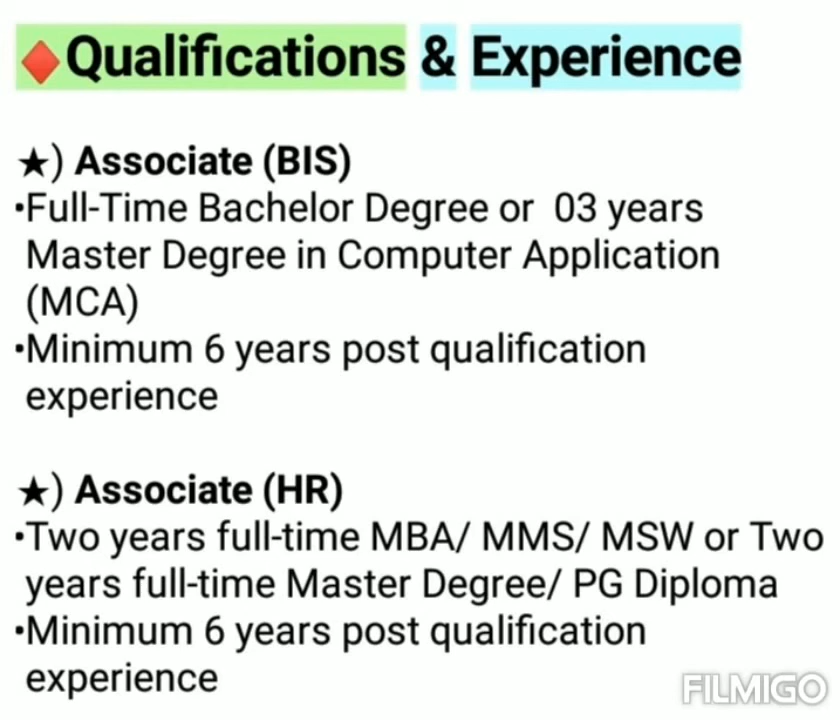 ♦Qualifications & Experience
★) Associate (BIS)
•Full-Time Bachelor Degree or 03 years
Master Degree in Computer Application
(MCA)
•Minimum 6 years post qualification
experience
★) Associate (HR)
•Two years full-time MBA/ MMS/ MSW or Two
years full-time Master Degree/ PG Diploma
•Minimum 6 years post qualification
experience
FILMIGO